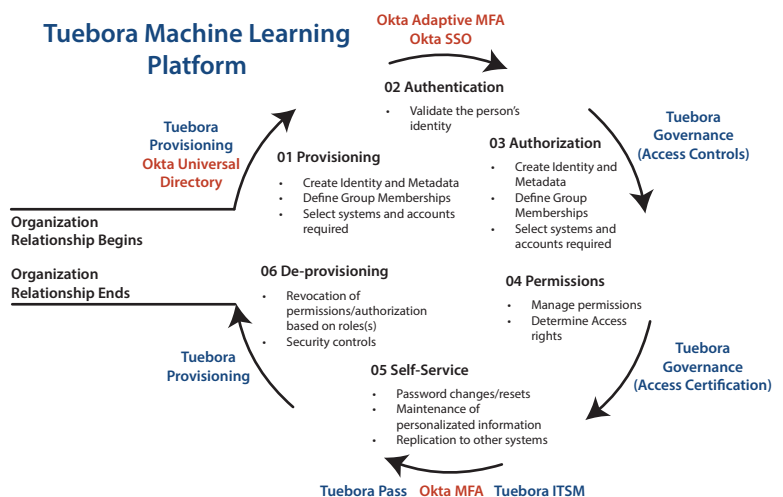 Tuebora Machine Learning
Platform
Okta Adaptive MFA
Okta SSO
02 Authentication
• Validate the person's
identity
Tuebora
Provisioning
Okta Universal
Directory
01 Provisioning
• Create Identity and Metadata
• Define Group Memberships
• Select systems and accounts
required
03 Authorization
• Create Identity and
Metadata
• Define Group
Memberships
• Select systems and
accounts required
Tuebora
Governance
(Access Controls)
Organization
Relationship Begins
Organization
Relationship Ends
06 De-provisioning
• Revocation of
permissions/authorization
based on roles(s)
• Security controls
04 Permissions
• Manage permissions
• Determine Access
rights
Tuebora
Provisioning
05 Self-Service
• Password changes/resets
• Maintenance of
personalizated information
• Replication to other systems
Tuebora
Governance
(Access Certification)
Tuebora Pass Okta MFA Tuebora ITSM